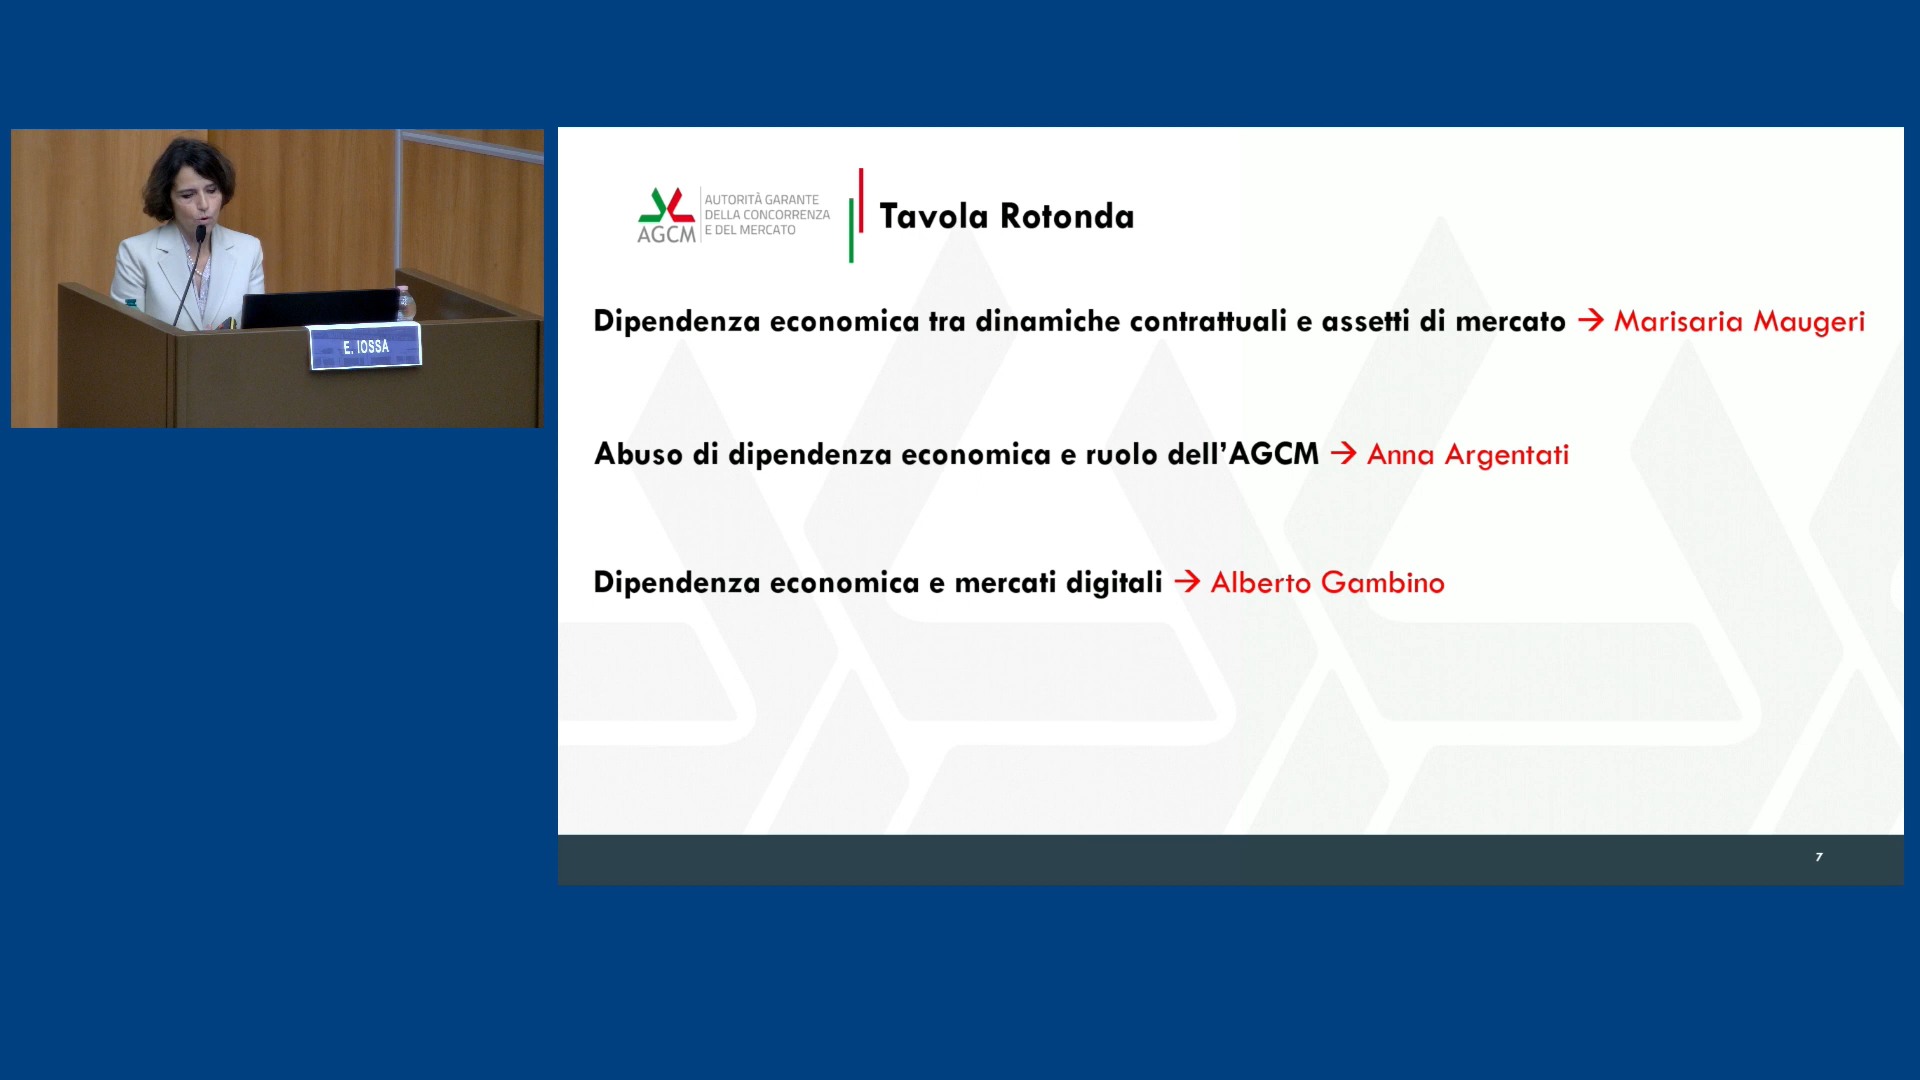 E. IOSSA
AGCM
AUTORITÀ GARANTE
DELLA CONCORRENZA
E DEL MERCATO
Tavola Rotonda
Dipendenza economica tra dinamiche contrattuali e assetti di mercato → Marisaria Maugeri
Abuso di dipendenza economica e ruolo dell’AGCM → Anna Argentati
Dipendenza economica e mercati digitali → Alberto Gambino
7